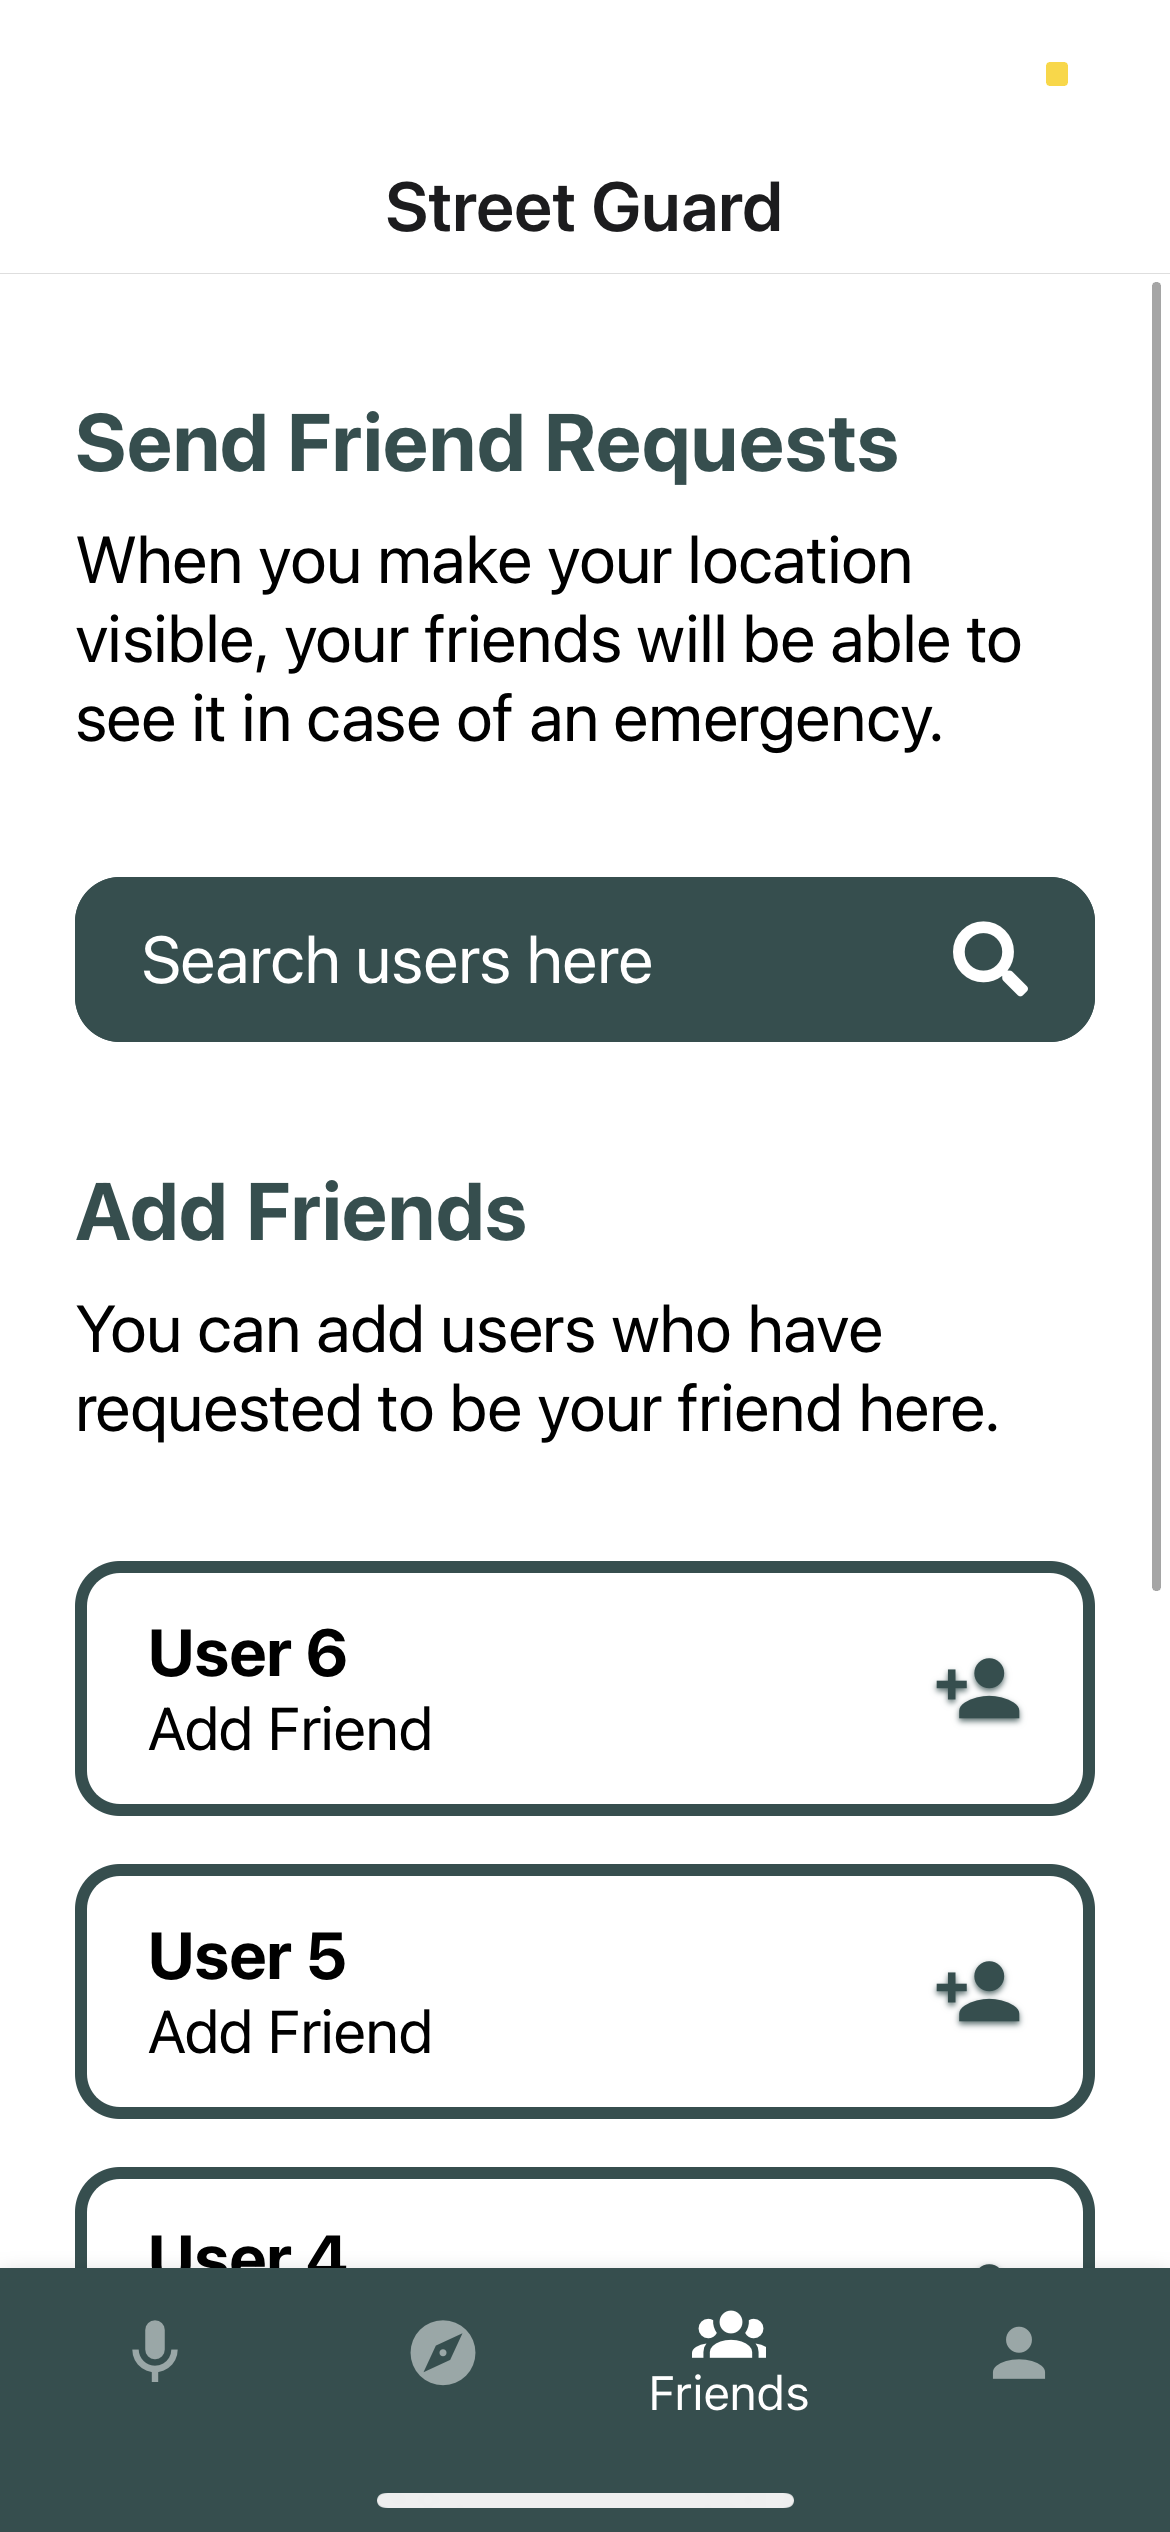 Street Guard
Send Friend Requests
When you make your location
visible, your friends will be able to
see it in case of an emergency.
Search users here
Add Friends
You can add users who have
requested to be your friend here.
User 6
Add Friend
User 5
Add Friend
User 4
Friends